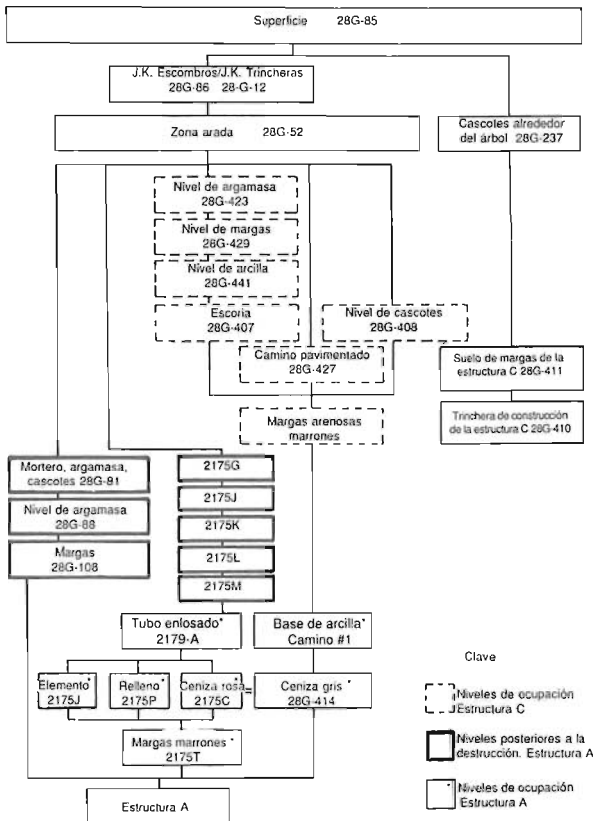 Superficie 28G-85
J.K. Escombros/J.K. Trincheras
28G-86 28-G-12
Zona arada 28G-52
Cascotes alrededor
del árbol 28G-237
Nivel de argamasa
28G-423
Nivel de margas
28G-429
Nivel de arcilla
28G-441
Escoria
28G-407
Nivel de cascotes
28G-408
Camino pavimentado
28G-427
Suelo de margas de la
estructura C 28G-411
Margas arenosas
marrones
Trinchera de construcción
de la estructura C 28G-410
Mortero, argamasa,
cascotes 28G-81
Nivel de argamasa
28G-88
Margas
28G-108
2175G
2175J
2175K
2175L
2175M
Tubo enlosado*
2179-A
Base de arcilla*
Camino #1
Elemento*
2175J
Relleno*
2175P
Ceniza rosa*
2175C
=
Ceniza gris *
28G-414
Margas marrones *
2175T
Estructura A
Clave
Niveles de ocupación
Estructura C
Niveles posteriores a la
destrucción. Estructura A
* Niveles de ocupación
Estructura A